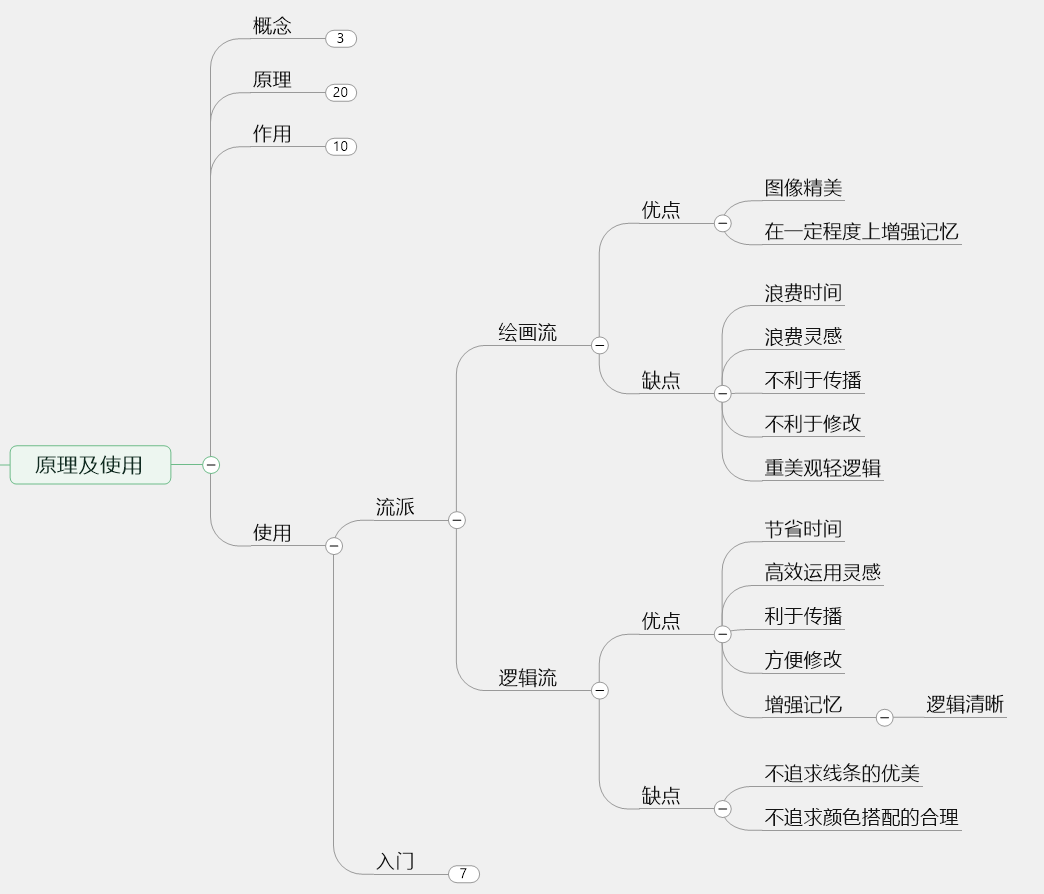 原理及使用
概念
3
原理
20
作用
10
使用
流派
绘画流
优点
图像精美
在一定程度上增强记忆
缺点
浪费时间
浪费灵感
不利于传播
不利于修改
重美观轻逻辑
逻辑流
优点
节省时间
高效运用灵感
利于传播
方便修改
增强记忆
逻辑清晰
缺点
不追求线条的优美
不追求颜色搭配的合理
入门
7